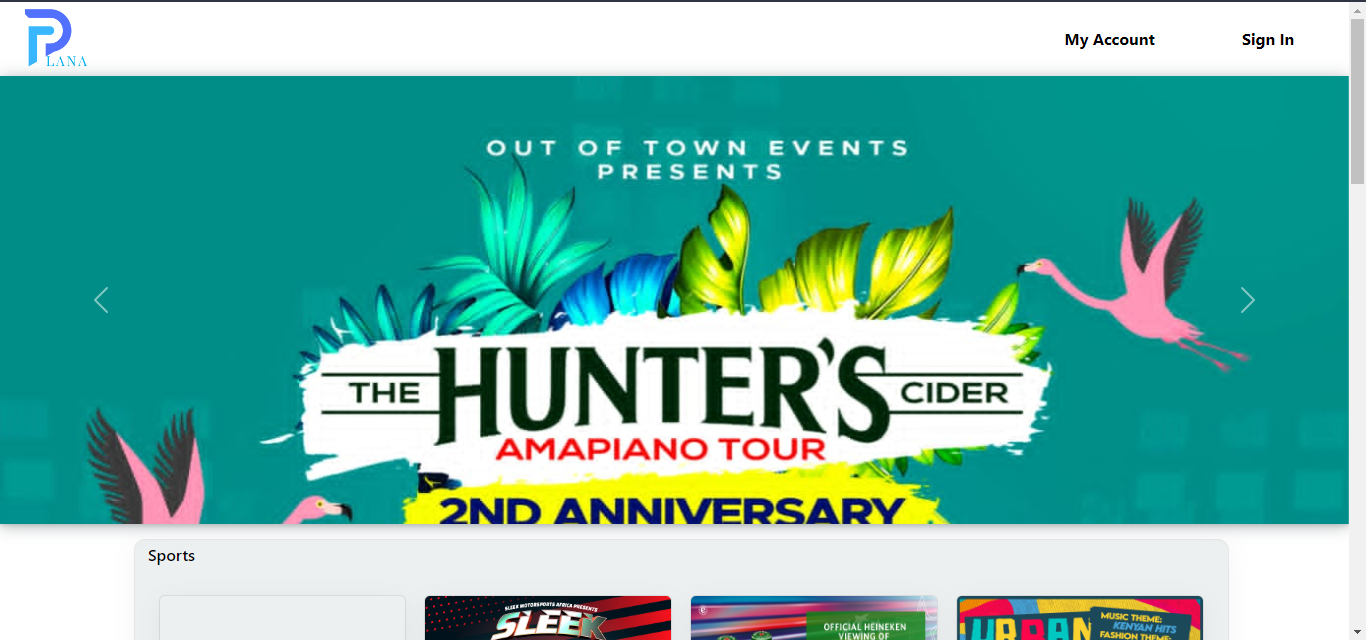 PLANA
My Account
Sign In
OUT OF TOWN EVENTS
PRESENTS
THE HUNTER'S CIDER
AMAPIANO TOUR
2ND ANNIVERSARY
Sports
SLEEK MOTORSPORTS AFRICA PRESENTS
SLEEK
OFFICIAL HEINEKEN
VIEWING OF
URBAN
MUSIC THEME:
KENYAN HITS
FASHION THEME: